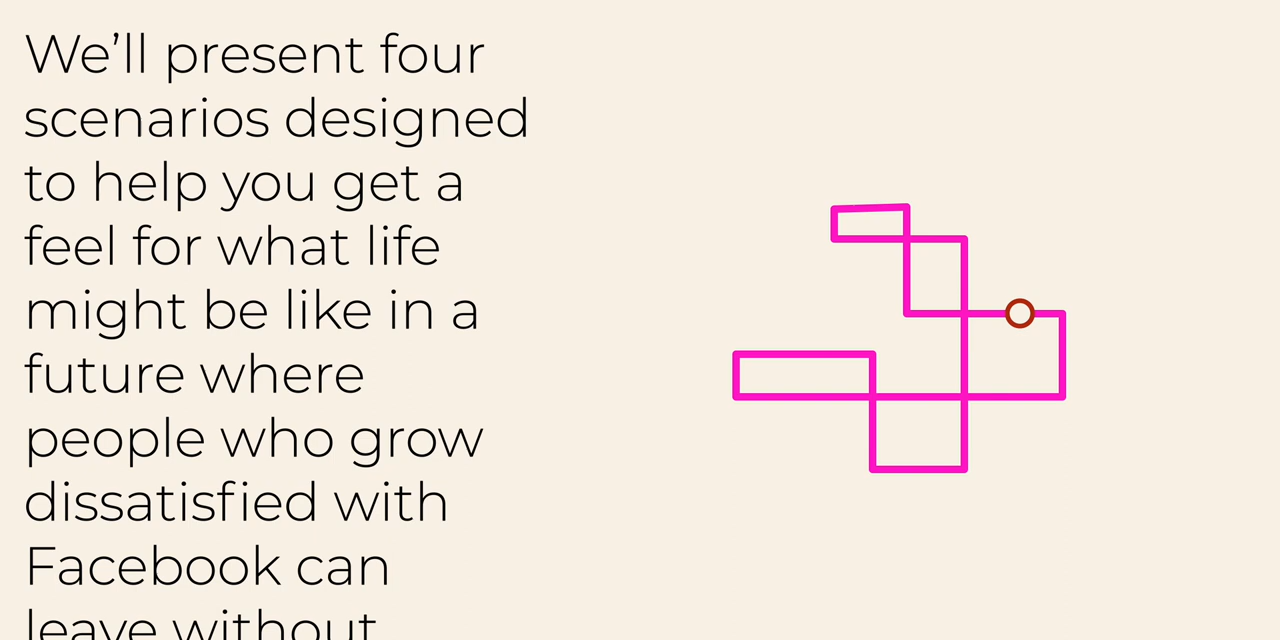 We’ll present four
scenarios designed
to help you get a
feel for what life
might be like in a
future where
people who grow
dissatisfied with
Facebook can
leave without